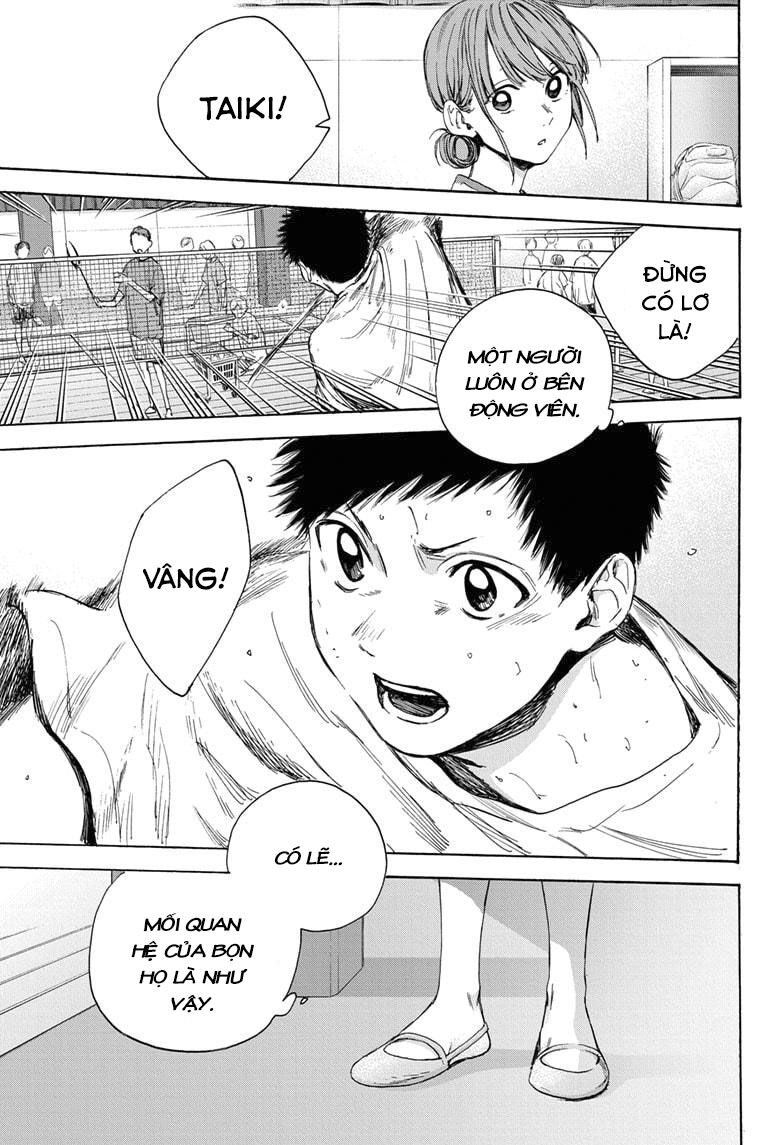 TAIKI!
ĐỪNG
CÓ LƠ
LÀ!
MỘT NGƯỜI
LUÔN Ở BÊN
ĐỘNG VIÊN.
VÂNG!
CÓ LẼ...
MỐI QUAN
HỆ CỦA BỌN
HỌ LÀ NHƯ
VẬY.